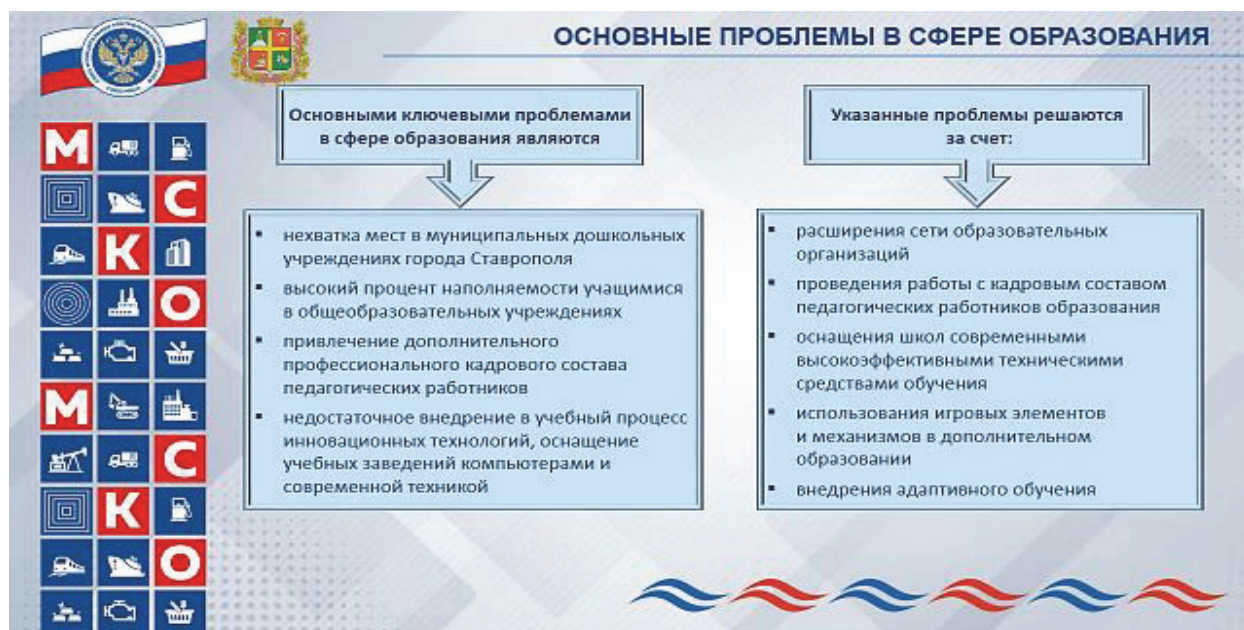 ОСНОВНЫЕ ПРОБЛЕМЫ В СФЕРЕ ОБРАЗОВАНИЯ
Основными ключевыми проблемами
в сфере образования являются
▪ нехватка мест в муниципальных дошкольных
учреждениях города Ставрополя
▪ высокий процент наполняемости учащимися
в общеобразовательных учреждениях
▪ привлечение дополнительного
профессионального кадрового состава
педагогических работников
▪ недостаточное внедрение в учебный процесс
инновационных технологий, оснащение
учебных заведений компьютерами и
современной техникой
Указанные проблемы решаются
за счет:
▪ расширения сети образовательных
организаций
▪ проведения работы с кадровым составом
педагогических работников образования
▪ оснащения школ современными
высокоэффективными техническими
средствами обучения
▪ использования игровых элементов
и механизмов в дополнительном
образовании
▪ внедрения адаптивного обучения
М
С
К
О
М
С
К
О